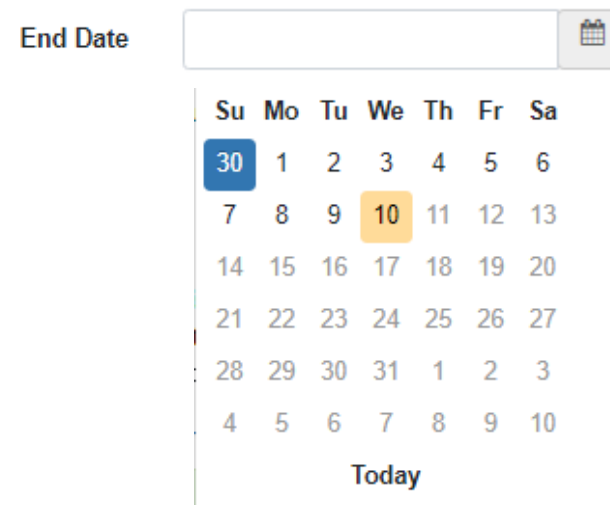 End Date
Su Mo Tu We Th Fr Sa
30 1 2 3 4 5 6
7 8 9 10 11 12 13
14 15 16 17 18 19 20
21 22 23 24 25 26 27
28 29 30 31 1 2 3
4 5 6 7 8 9 10
Today